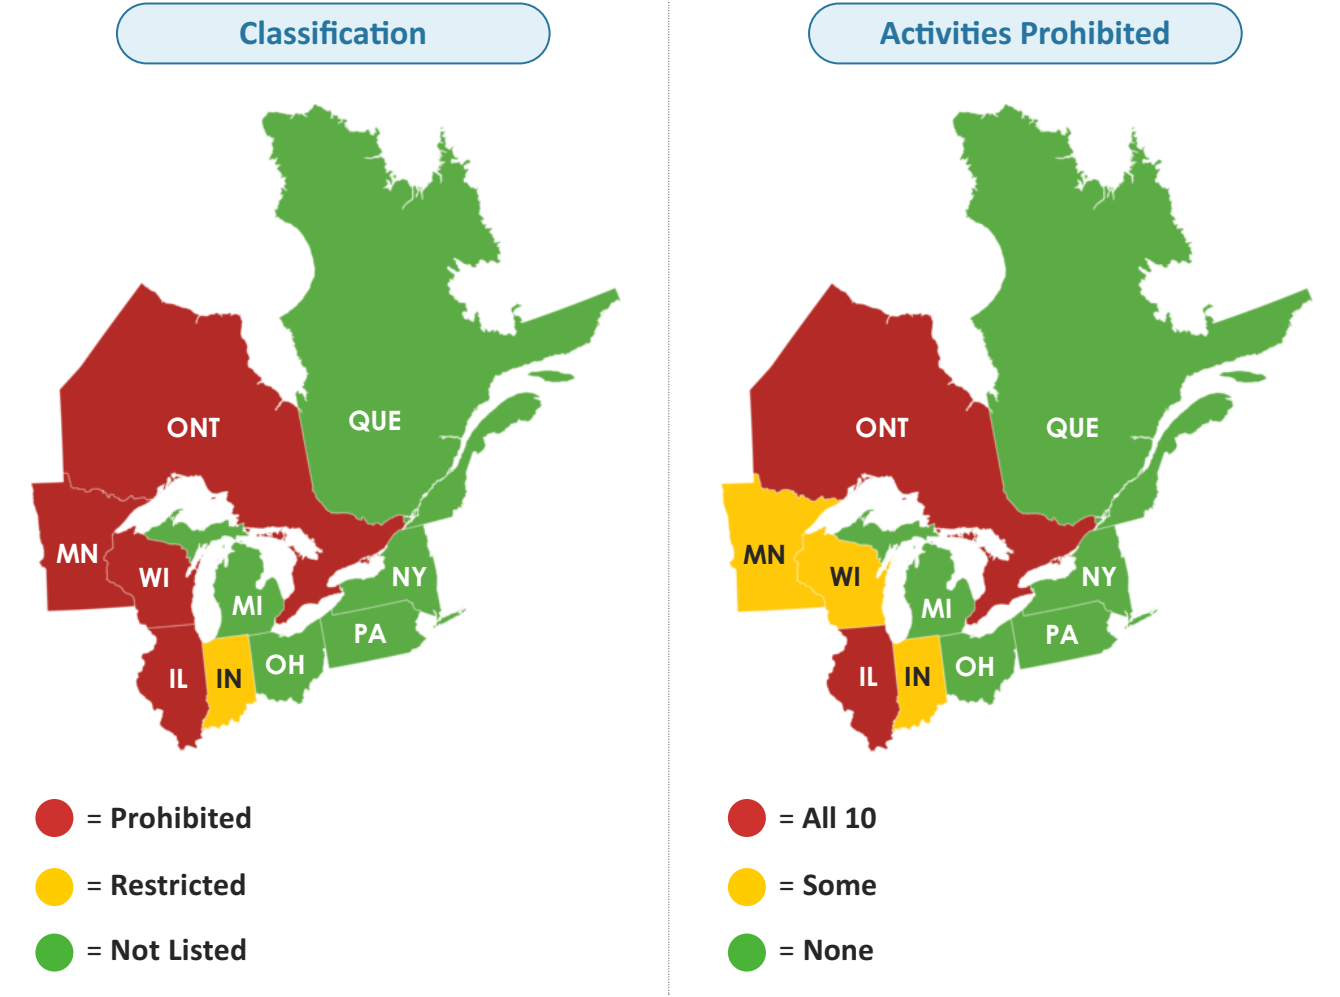 Classification
ONT
QUE
MN
WI
MI
NY
PA
OH
IL
IN
= Prohibited
= Restricted
= Not Listed
Activities Prohibited
ONT
QUE
MN
WI
MI
NY
PA
OH
IL
IN
= All 10
= Some
= None